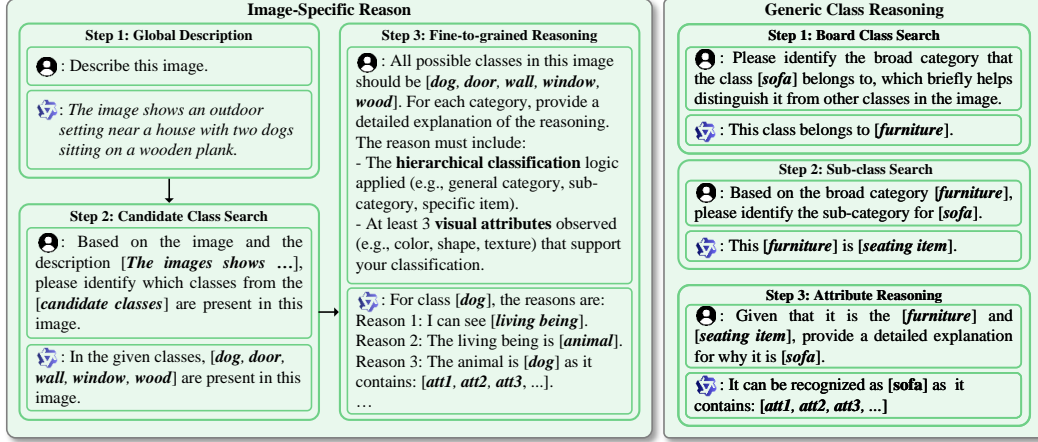 Image-Specific Reason
Step 1: Global Description
: Describe this image.
: The image shows an outdoor
setting near a house with two dogs
sitting on a wooden plank.
Step 2: Candidate Class Search
: Based on the image and the
description [The images shows ...],
please identify which classes from the
[candidate classes] are present in this
image.
: In the given classes, [dog, door,
wall, window, wood] are present in this
image.
Step 3: Fine-to-grained Reasoning
: All possible classes in this image
should be [dog, door, wall, window,
wood]. For each category, provide a
detailed explanation of the reasoning.
The reason must include:
- The hierarchical classification logic
applied (e.g., general category, sub-
category, specific item).
- At least 3 visual attributes observed
(e.g., color, shape, texture) that support
your classification.
: For class [dog], the reasons are:
Reason 1: I can see [living being].
Reason 2: The living being is [animal].
Reason 3: The animal is [dog] as it
contains: [att1, att2, att3, ...].
...
Generic Class Reasoning
Step 1: Board Class Search
: Please identify the broad category that
the class [sofa] belongs to, which briefly helps
distinguish it from other classes in the image.
: This class belongs to [furniture].
Step 2: Sub-class Search
: Based on the broad category [furniture],
please identify the sub-category for [sofa].
: This [furniture] is [seating item].
Step 3: Attribute Reasoning
: Given that it is the [furniture] and
[seating item], provide a detailed explanation
for why it is [sofa].
: It can be recognized as [sofa] as it
contains: [att1, att2, att3, ...]